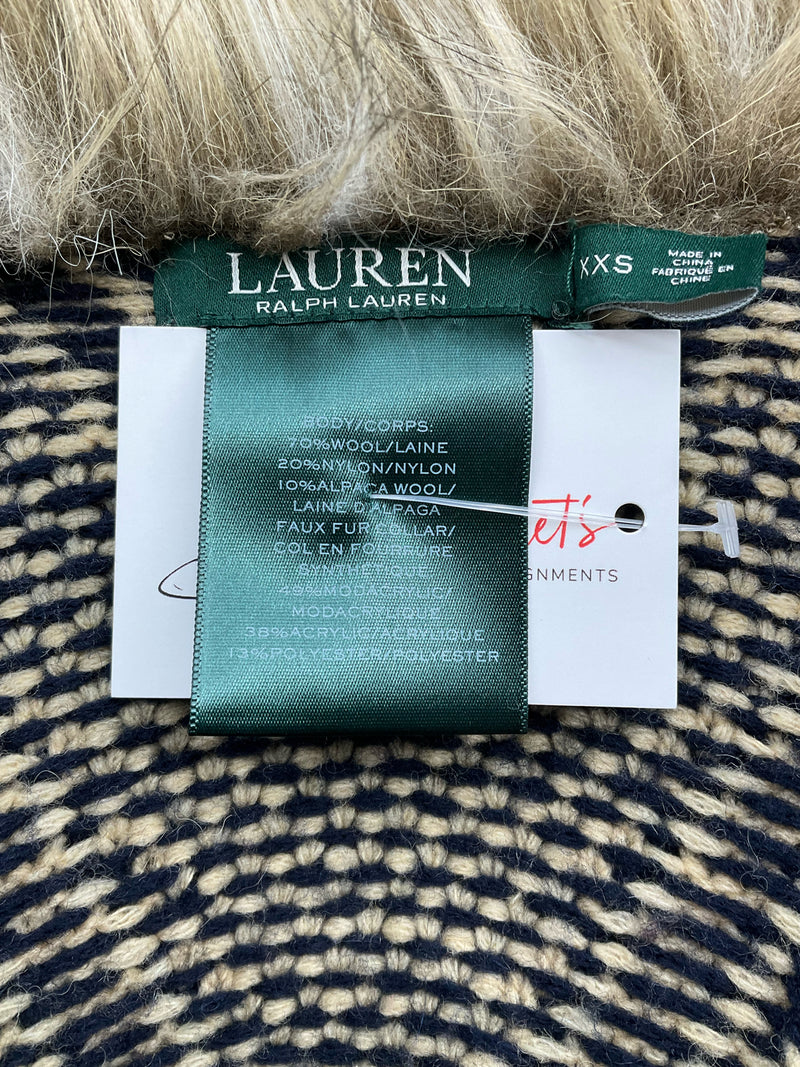 LAUREN
RALPH LAUREN
XXS
MADE IN
CHINA
FABRIQUÉ EN
CHINE
BODY/CORPS:
70%WOOL/LAINE
20%NYLON/NYLON
10%ALPACA WOOL/
LAINE D'ALPAGA
FAUX FUR COLLAR/
COL EN FOURRURE
SYNTHETIQUE
MODACRYLIC/
MODACRYLIQUE
38%ACRYLIC/ACRYLIQUE
13%POLYESTER/POLYESTER
et's
GNMENTS